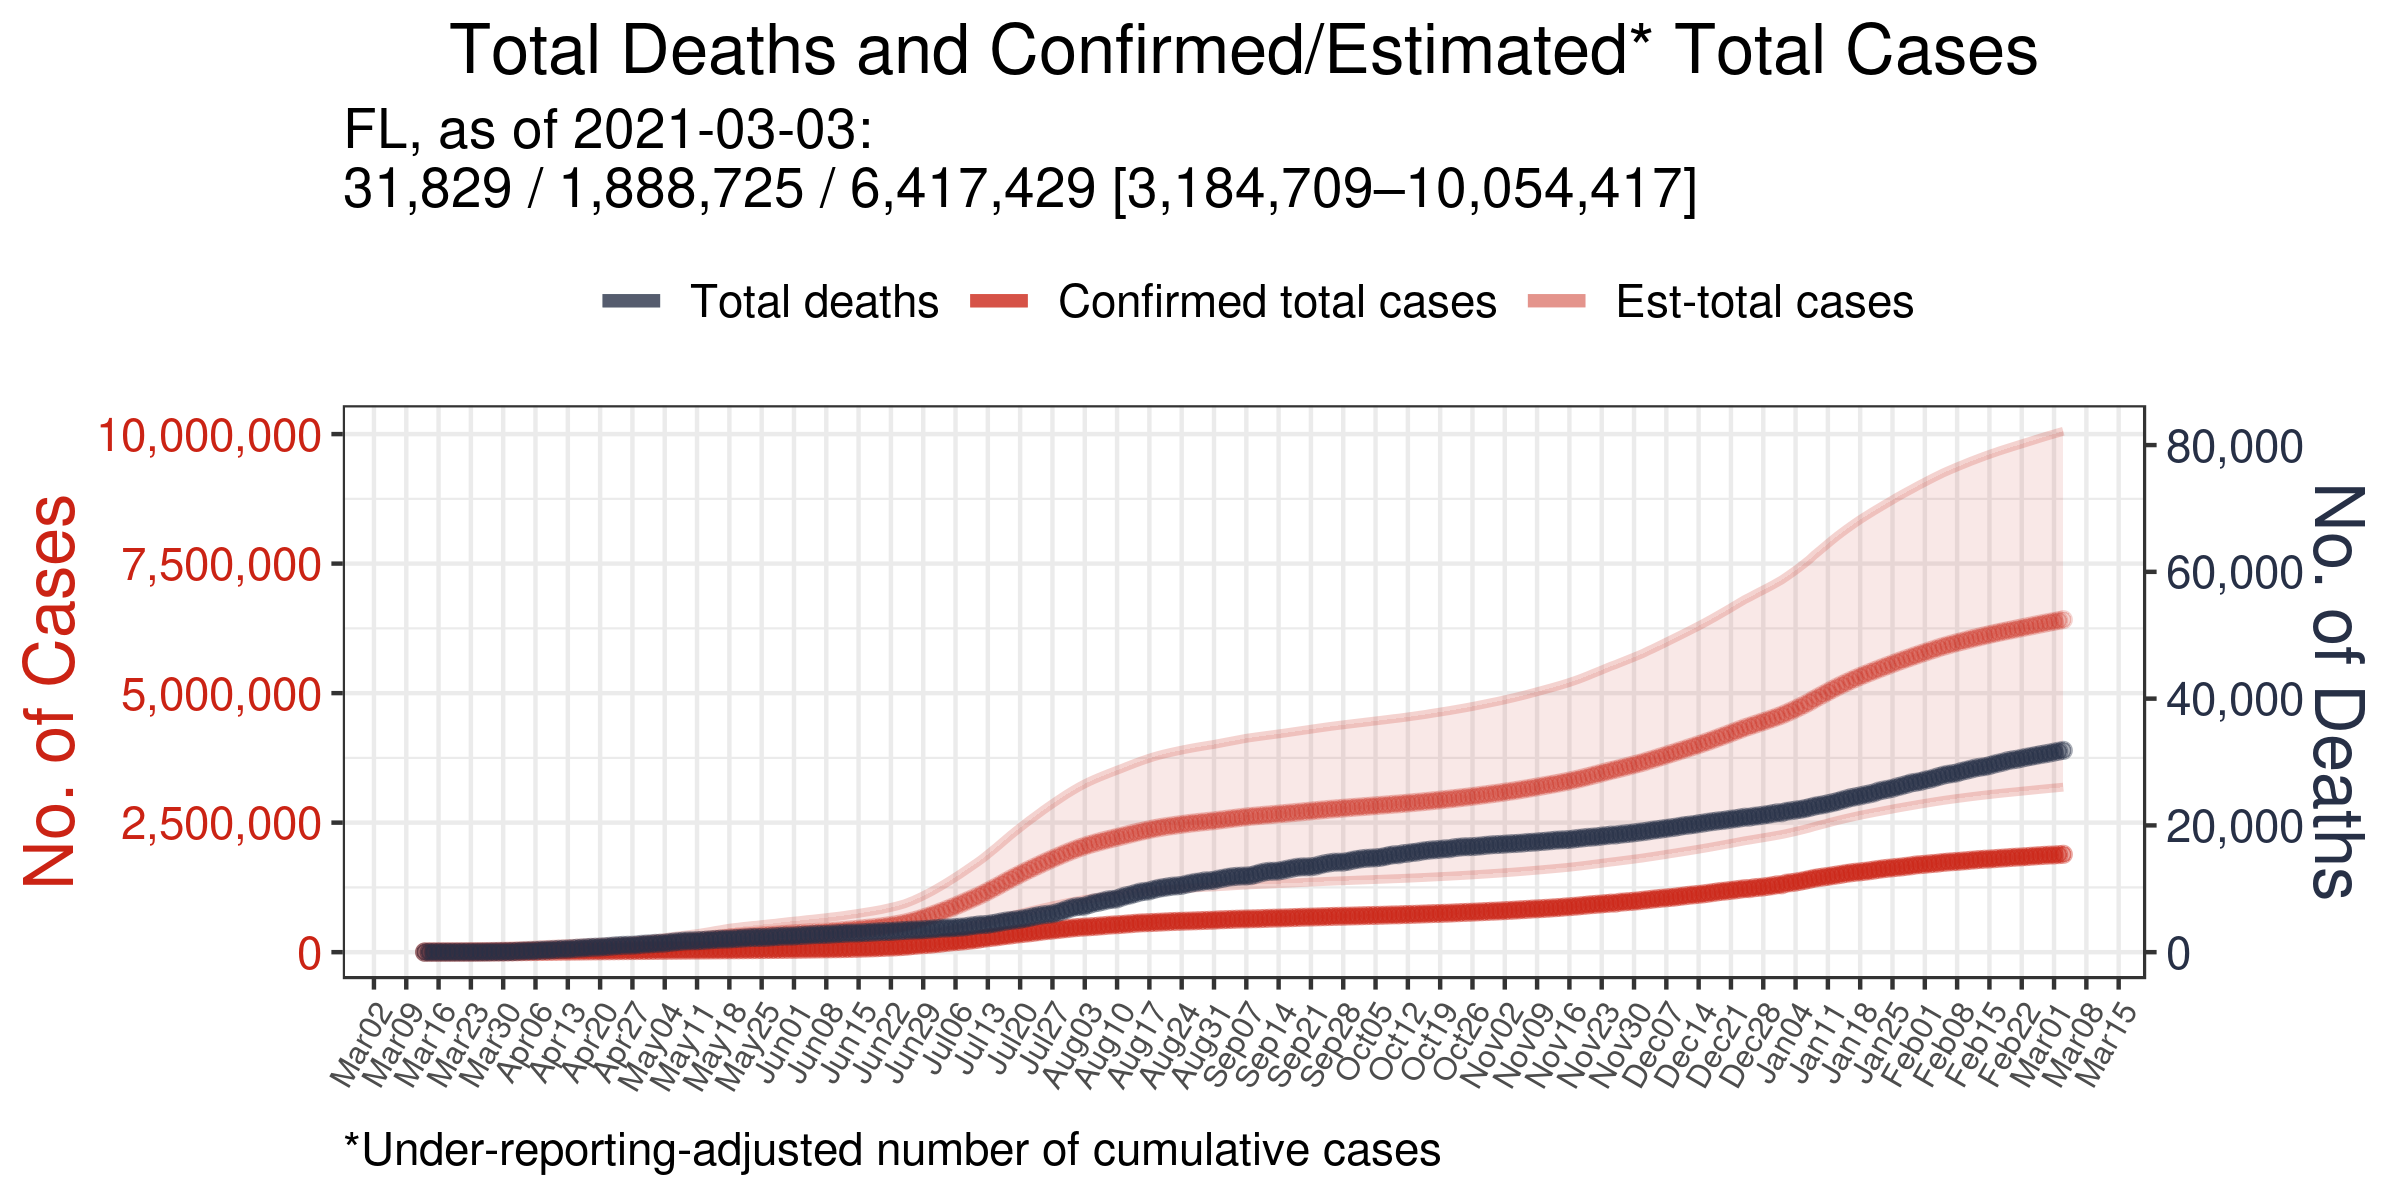 Total Deaths and Confirmed/Estimated* Total Cases
FL, as of 2021-03-03:
31,829 / 1,888,725 / 6,417,429 [3,184,709–10,054,417]
Total deaths
Confirmed total cases
Est-total cases
No. of Cases
10,000,000
7,500,000
5,000,000
2,500,000
0
80,000
60,000
40,000
20,000
0
No. of Deaths
Mar02
Mar09
Mar16
Mar23
Mar30
Apr06
Apr13
Apr20
Apr27
May04
May11
May18
May25
Jun01
Jun08
Jun15
Jun22
Jun29
Jul06
Jul13
Jul20
Jul27
Aug03
Aug10
Aug17
Aug24
Aug31
Sep07
Sep14
Sep21
Sep28
Oct05
Oct12
Oct19
Oct26
Nov02
Nov09
Nov16
Nov23
Nov30
Dec07
Dec14
Dec21
Dec28
Jan04
Jan11
Jan18
Jan25
Feb01
Feb08
Feb15
Feb22
Mar01
Mar08
Mar15
*Under-reporting-adjusted number of cumulative cases